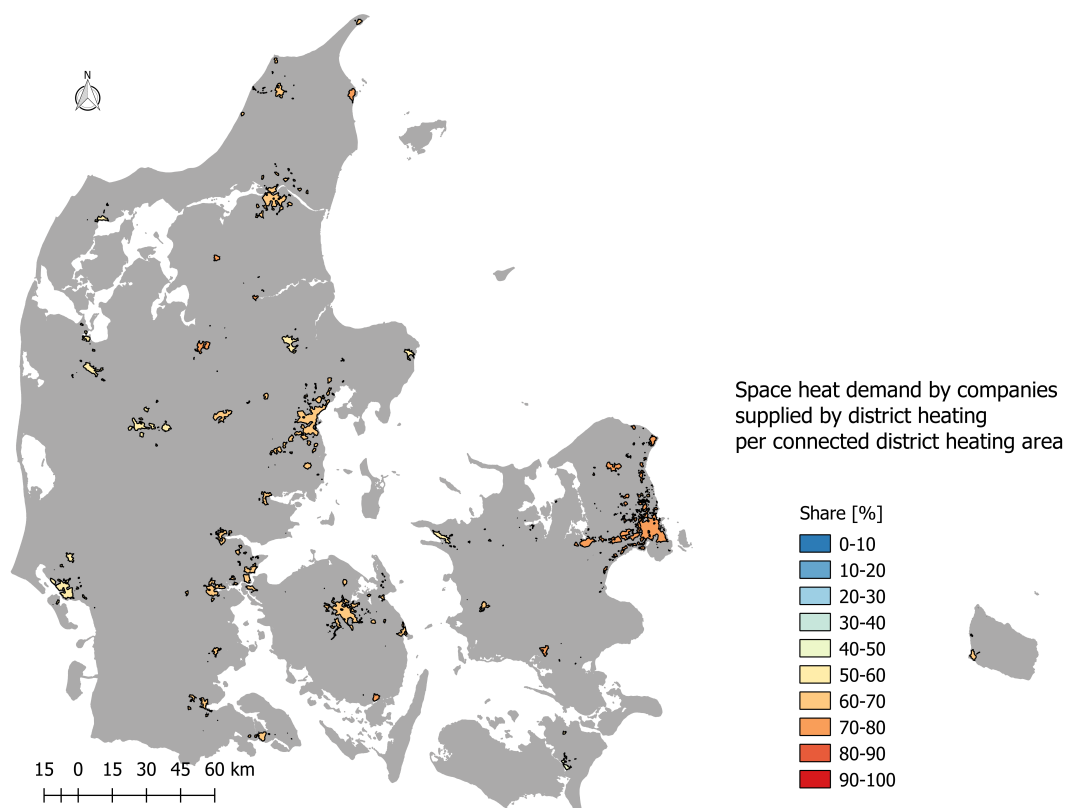 N
Space heat demand by companies
supplied by district heating
per connected district heating area
Share [%]
0-10
10-20
20-30
30-40
40-50
50-60
60-70
70-80
80-90
90-100
15 0 15 30 45 60 km